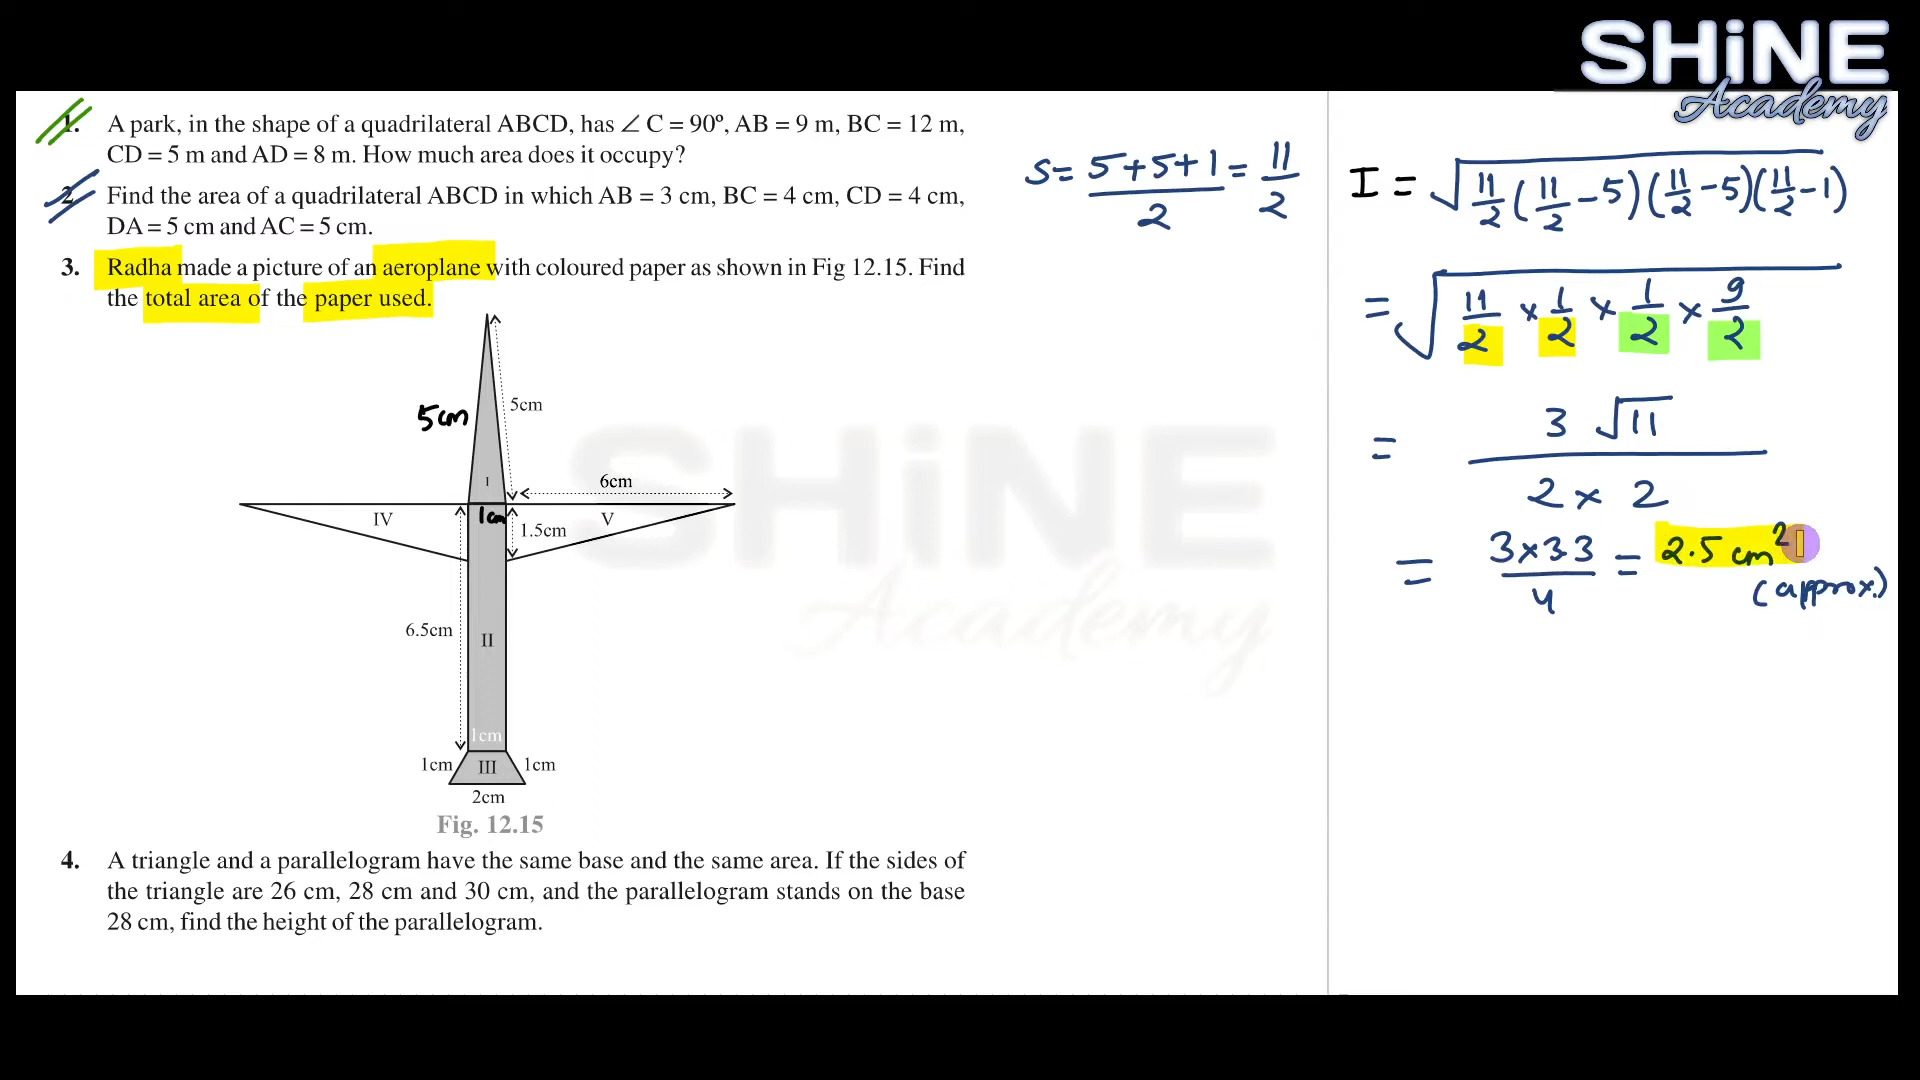 SHiNE
Academy
1. A park, in the shape of a quadrilateral ABCD, has ∠ C = 90º, AB = 9 m, BC = 12 m,
CD = 5 m and AD = 8 m. How much area does it occupy?
2. Find the area of a quadrilateral ABCD in which AB = 3 cm, BC = 4 cm, CD = 4 cm,
DA = 5 cm and AC = 5 cm.
3. Radha made a picture of an aeroplane with coloured paper as shown in Fig 12.15. Find
the total area of the paper used.
5cm
5cm
I
6cm
IV
1cm
V
1.5cm
6.5cm
II
1cm
1cm
III
1cm
2cm
Fig. 12.15
4. A triangle and a parallelogram have the same base and the same area. If the sides of
the triangle are 26 cm, 28 cm and 30 cm, and the parallelogram stands on the base
28 cm, find the height of the parallelogram.
SHiNE
Academy
S = (5+5+1)/2 = 11/2
I = √(11/2 (11/2 - 5)(11/2 - 5)(11/2 - 1))
= √(11/2 × 1/2 × 1/2 × 9/2)
= 3 √11 / 2 × 2
= 3×3.3 / 4 = 2.5 cm²
(approx.)